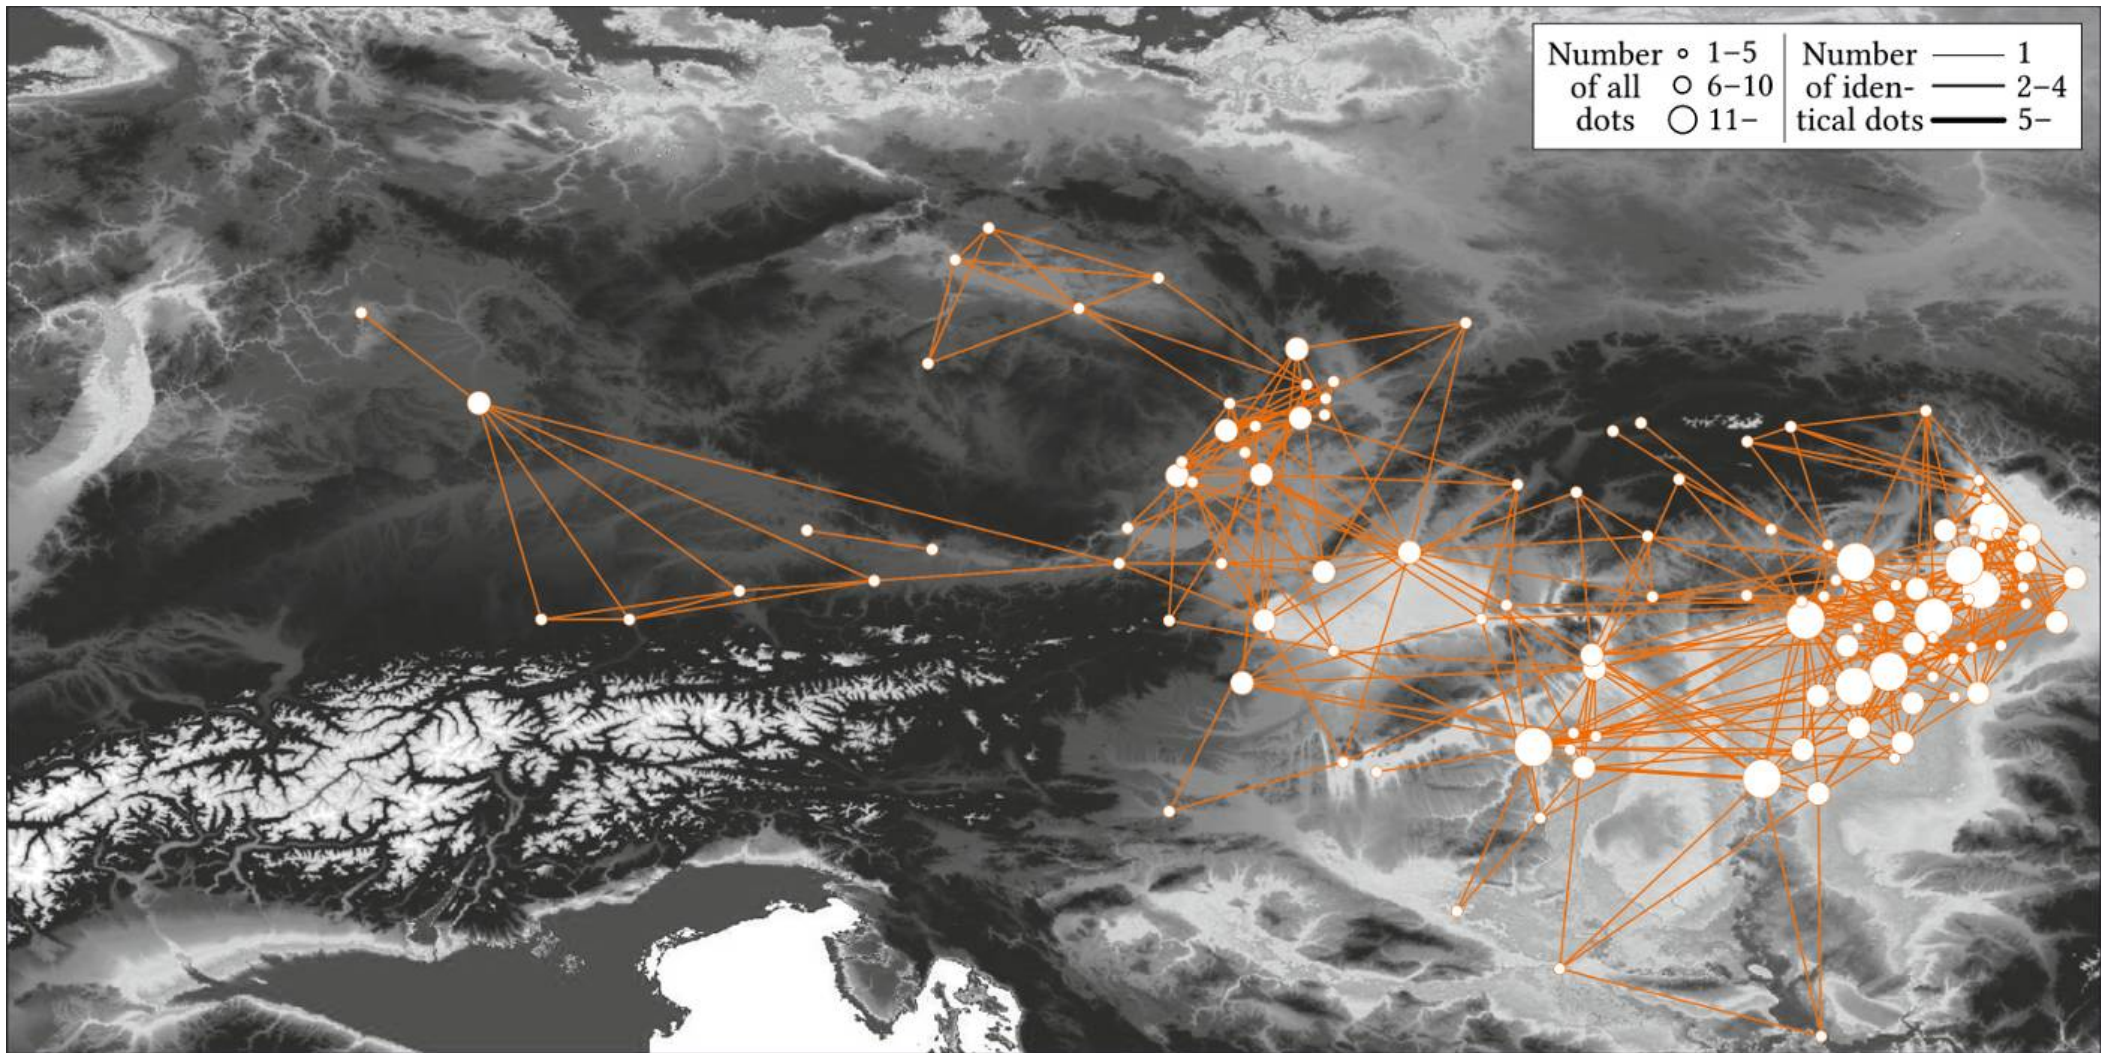 Number 1–5
of all 6–10
dots 11–
Number 1
of iden- 2–4
tical dots 5–